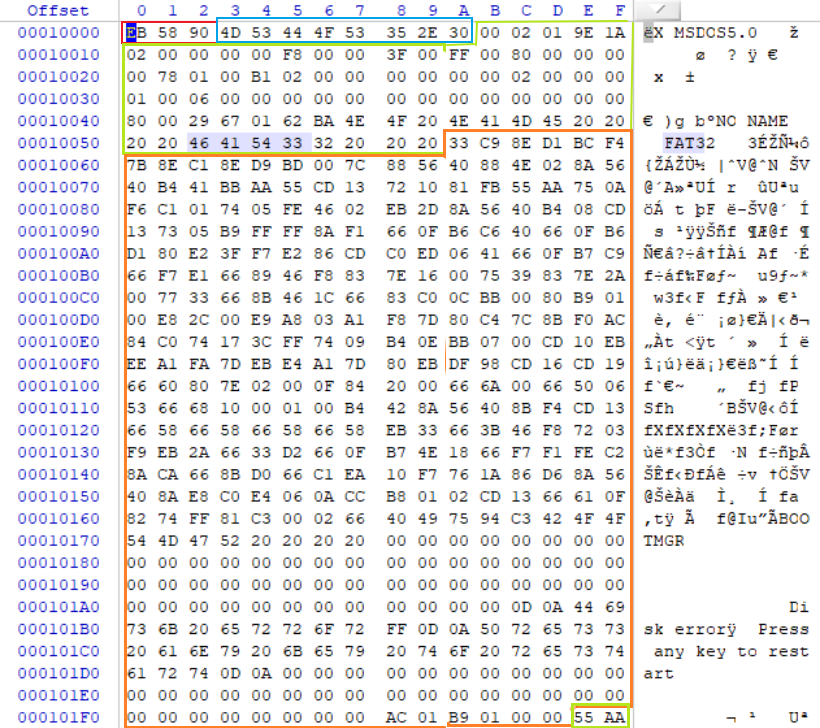 Offset 0 1 2 3 4 5 6 7 8 9 A B C D E F
00010000 EB 58 90 4D 53 44 4F 53 35 2E 30 00 02 01 9E 1A ëX MSDOS5.0 ž
00010010 02 00 00 00 00 F8 00 00 3F 00 FF 00 80 00 00 00 ø ? ÿ €
00010020 00 78 01 00 B1 02 00 00 00 00 00 00 02 00 00 00 x ±
00010030 01 00 06 00 00 00 00 00 00 00 00 00 00 00 00 00
00010040 80 00 29 67 01 62 BA 4E 4F 20 4E 41 4D 45 20 20 € )g bºNO NAME
00010050 20 20 46 41 54 33 32 20 20 20 33 C9 8E D1 BC F4 FAT32 3ÉŽÑ¼ô
00010060 7B 8E C1 8E D9 BD 00 7C 88 56 40 88 4E 02 8A 56 {ŽÁŽÙ½ |ˆV@ˆN ŠV
00010070 40 B4 41 BB AA 55 CD 13 72 10 81 FB 55 AA 75 0A @´A»ªUÍ r ûUªu
00010080 F6 C1 01 74 05 FE 46 02 EB 2D 8A 56 40 B4 08 CD öÁ t þF ë-ŠV@´ Í
00010090 13 73 05 B9 FF FF 8A F1 66 0F B6 C6 40 66 0F B6 s ¹ÿÿŠñf ¶Æ@f ¶
000100A0 D1 80 E2 3F F7 E2 86 CD C0 ED 06 41 66 0F B7 C9 Ñ€â?÷â†ÍÀí Af ·É
000100B0 66 F7 E1 66 89 46 F8 83 7E 16 00 75 39 83 7E 2A f÷áf‰Føƒ~ u9ƒ~*
000100C0 00 77 33 66 8B 46 1C 66 83 C0 0C BB 00 80 B9 01 w3f‹F fƒÀ » €¹
000100D0 00 E8 2C 00 E9 A8 03 A1 F8 7D 80 C4 7C 8B F0 AC è, é¨ ¡ø}€Ä|‹ð¬
000100E0 84 C0 74 17 3C FF 74 09 B4 0E BB 07 00 CD 10 EB „Àt <ÿt ´ » Í ë
000100F0 EE A1 FA 7D EB E4 A1 7D 80 EB DF 98 CD 16 CD 19 î¡ú}ëä¡}€ëß˜Í Í
00010100 66 60 80 7E 02 00 0F 84 20 00 66 6A 00 66 50 06 f`€~ „ fj fP
00010110 53 66 68 10 00 01 00 B4 42 8A 56 40 8B F4 CD 13 Sfh ´BŠV@‹ôÍ
00010120 66 58 66 58 66 58 66 58 EB 33 66 3B 46 F8 72 03 fXfXfXfXë3f;Før
00010130 F9 EB 2A 66 33 D2 66 0F B7 4E 18 66 F7 F1 FE C2 ùë*f3Òf ·N f÷ñþÂ
00010140 8A CA 66 8B D0 66 C1 EA 10 F7 76 1A 86 D6 8A 56 ŠÊf‹ÐfÁê ÷v †ÖŠV
00010150 40 8A E8 C0 E4 06 0A CC B8 01 02 CD 13 66 61 0F @ŠèÀä Ì¸ Í fa
00010160 82 74 FF 81 C3 00 02 66 40 49 75 94 C3 42 4F 4F ‚tÿ Ã f@Iu”ÃBOO
00010170 54 4D 47 52 20 20 20 20 00 00 00 00 00 00 00 00 TMGR
00010180 00 00 00 00 00 00 00 00 00 00 00 00 00 00 00 00
00010190 00 00 00 00 00 00 00 00 00 00 00 00 00 00 00 00
000101A0 00 00 00 00 00 00 00 00 00 00 00 00 0D 0A 44 69 Di
000101B0 73 6B 20 65 72 72 6F 72 FF 0D 0A 50 72 65 73 73 sk errorÿ Press
000101C0 20 61 6E 79 20 6B 65 79 20 74 6F 20 72 65 73 74 any key to rest
000101D0 61 72 74 0D 0A 00 00 00 00 00 00 00 00 00 00 00 art
000101E0 00 00 00 00 00 00 00 00 00 00 00 00 00 00 00 00
000101F0 00 00 00 00 00 00 00 00 AC 01 B9 01 00 00 55 AA ¬ ¹ Uª